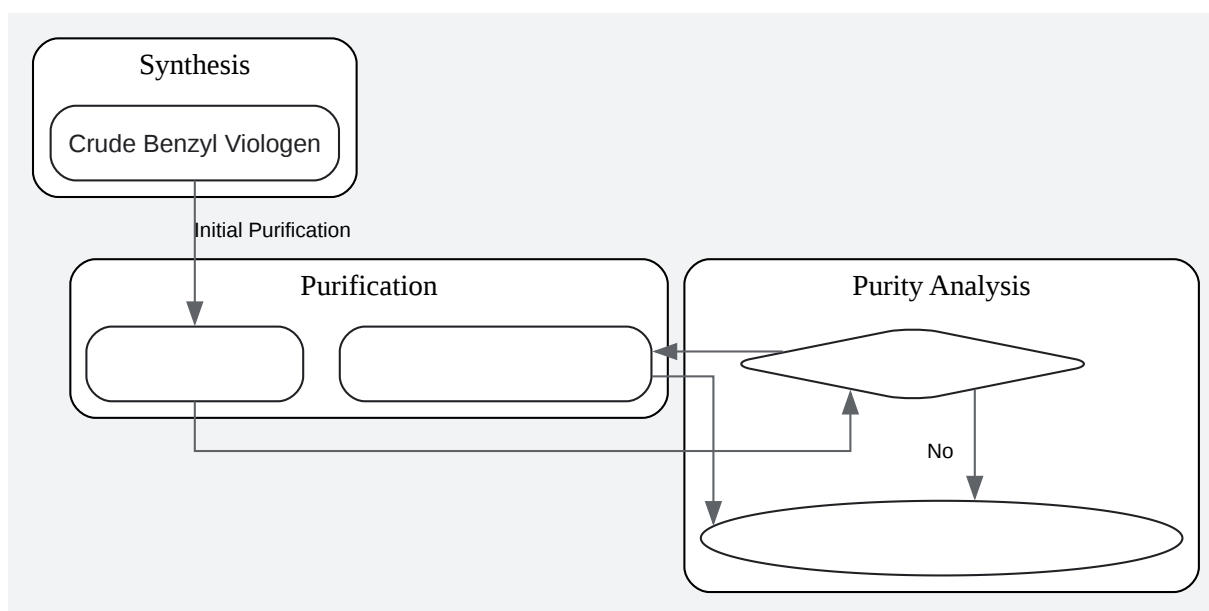 Synthesis
Crude Benzyl Viologen
Initial Purification
Purification
Purity Analysis
No